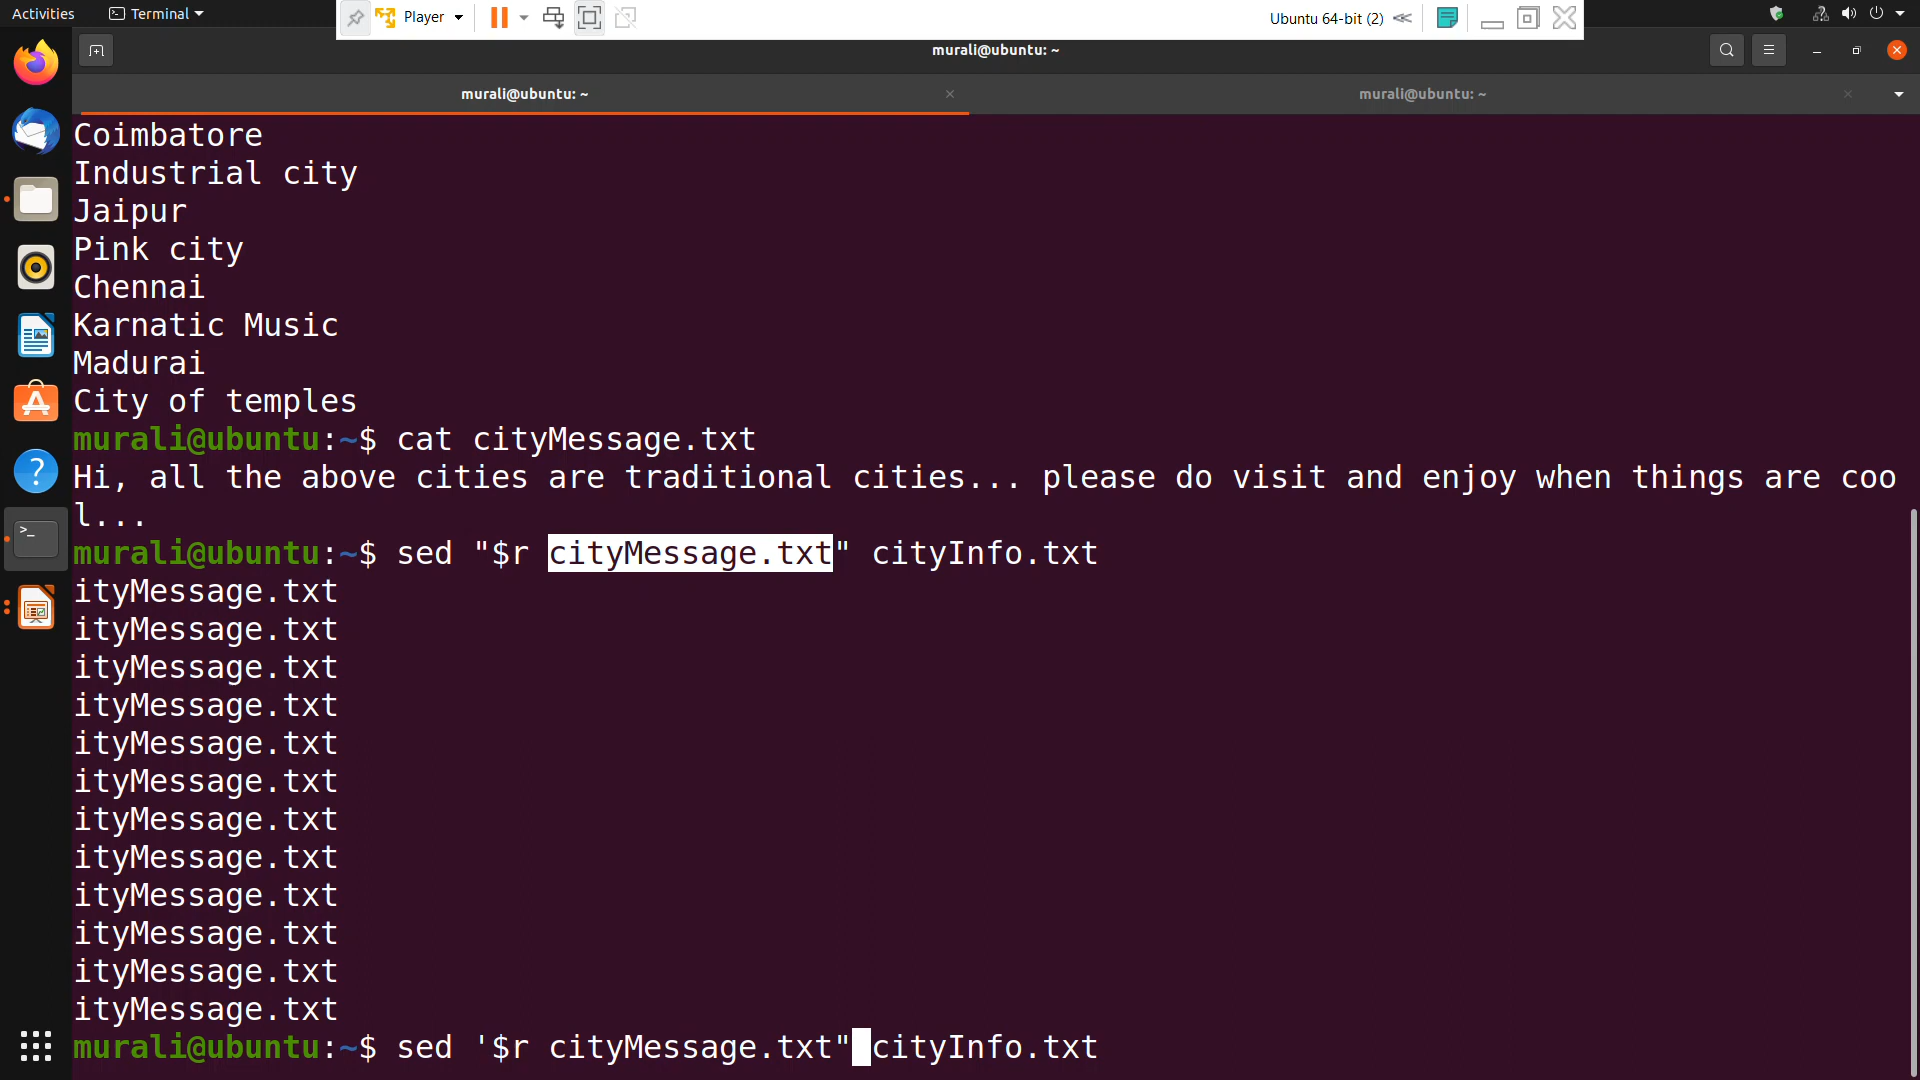 Activities Terminal Player Ubuntu 64-bit (2)
murali@ubuntu: ~
murali@ubuntu: ~ murali@ubuntu: ~
Coimbatore
Industrial city
Jaipur
Pink city
Chennai
Karnatic Music
Madurai
City of temples
murali@ubuntu:~$ cat cityMessage.txt
Hi, all the above cities are traditional cities... please do visit and enjoy when things are coo
l...
murali@ubuntu:~$ sed "$r cityMessage.txt" cityInfo.txt
ityMessage.txt
ityMessage.txt
ityMessage.txt
ityMessage.txt
ityMessage.txt
ityMessage.txt
ityMessage.txt
ityMessage.txt
ityMessage.txt
ityMessage.txt
ityMessage.txt
ityMessage.txt
murali@ubuntu:~$ sed '$r cityMessage.txt" cityInfo.txt